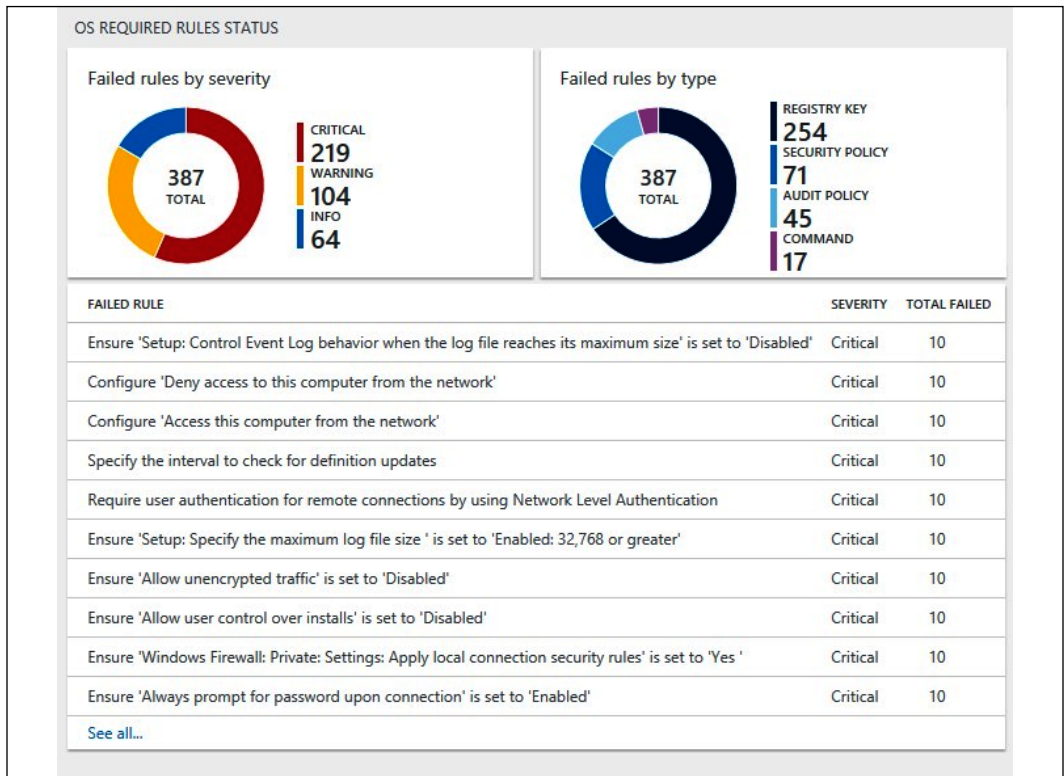 OS REQUIRED RULES STATUS
Failed rules by severity
387
TOTAL
CRITICAL
219
WARNING
104
INFO
64
Failed rules by type
387
TOTAL
REGISTRY KEY
254
SECURITY POLICY
71
AUDIT POLICY
45
COMMAND
17
FAILED RULE SEVERITY TOTAL FAILED
Ensure 'Setup: Control Event Log behavior when the log file reaches its maximum size' is set to 'Disabled' Critical 10
Configure 'Deny access to this computer from the network' Critical 10
Configure 'Access this computer from the network' Critical 10
Specify the interval to check for definition updates Critical 10
Require user authentication for remote connections by using Network Level Authentication Critical 10
Ensure 'Setup: Specify the maximum log file size ' is set to 'Enabled: 32,768 or greater' Critical 10
Ensure 'Allow unencrypted traffic' is set to 'Disabled' Critical 10
Ensure 'Allow user control over installs' is set to 'Disabled' Critical 10
Ensure 'Windows Firewall: Private: Settings: Apply local connection security rules' is set to 'Yes ' Critical 10
Ensure 'Always prompt for password upon connection' is set to 'Enabled' Critical 10
See all...